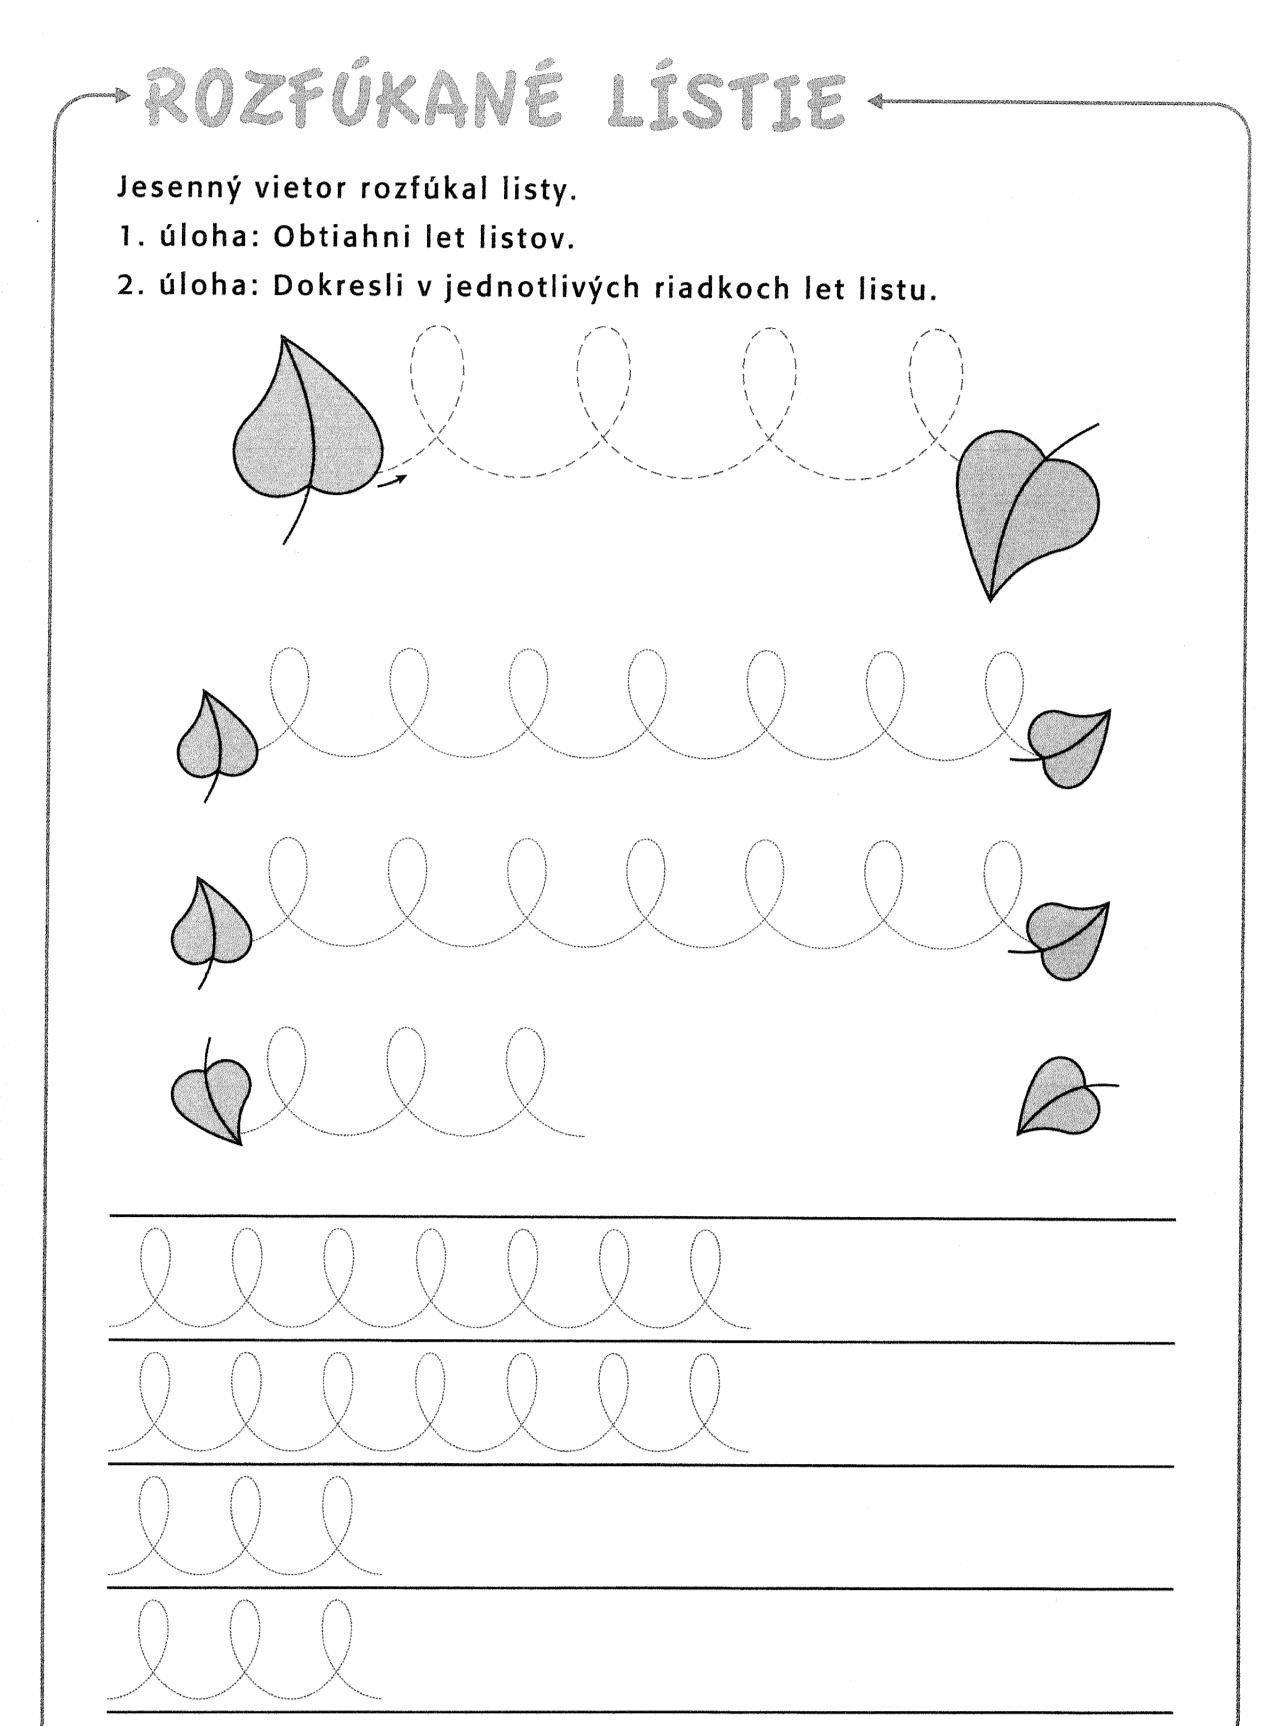 ROZFÚKANÉ LÍSTIE
Jesenný vietor rozfúkal listy.
1. úloha: Obtiahni let listov.
2. úloha: Dokresli v jednotlivých riadkoch let listu.